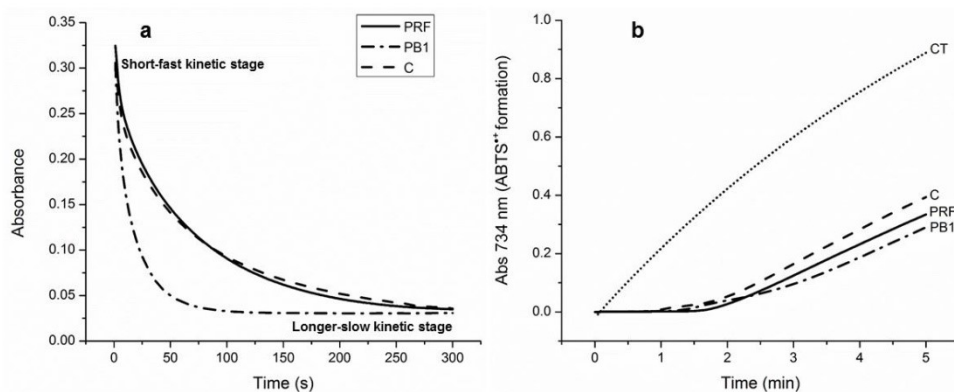 a
PRF
PB1
C
Short-fast kinetic stage
Longer-slow kinetic stage
0.35
0.30
0.25
0.20
0.15
0.10
0.05
0.00
Absorbance
0 50 100 150 200 250 300
Time (s)
b
CT
C
PRF
PB1
1.0
0.8
0.6
0.4
0.2
0.0
Abs 734 nm (ABTS•+ formation)
0 1 2 3 4 5
Time (min)